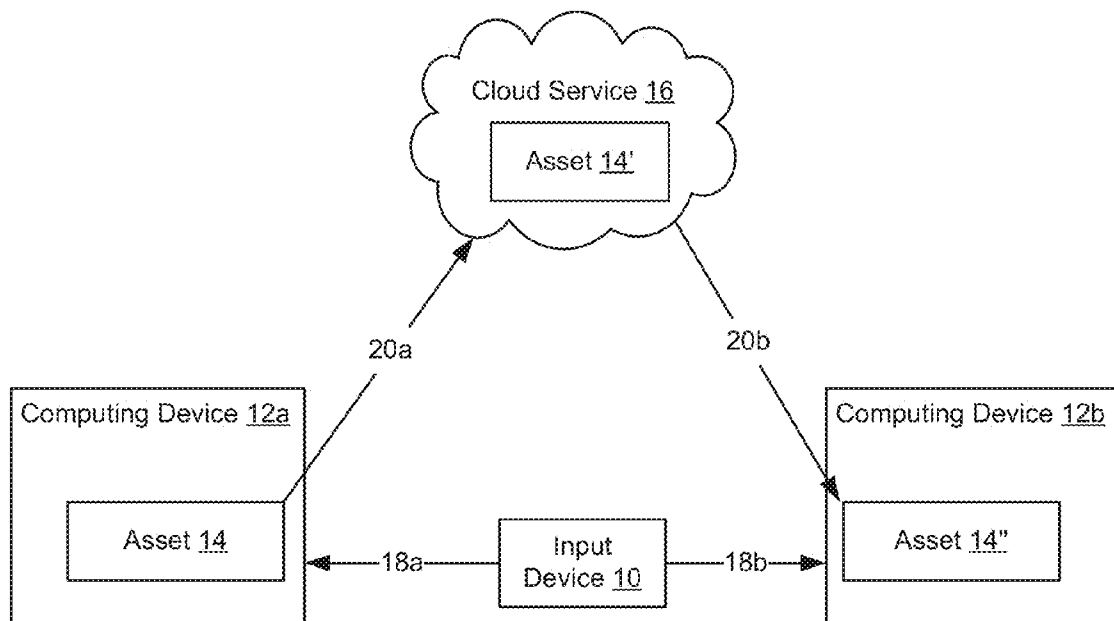 Cloud Service 16
Asset 14'
20a
20b
Computing Device 12a
Computing Device 12b
Asset 14
18a
Input
Device 10
18b
Asset 14"